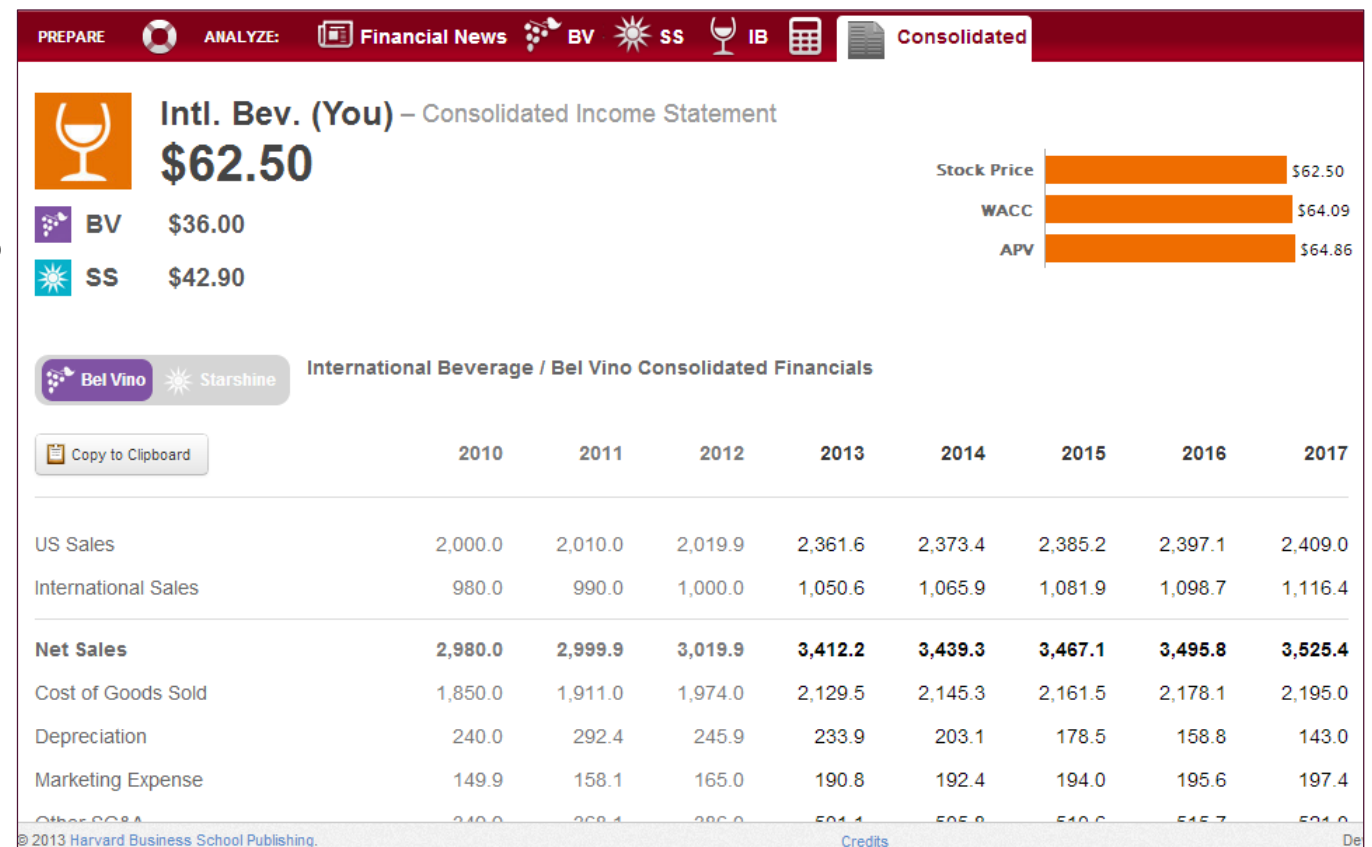 PREPARE ANALYZE: Financial News BV SS IB Consolidated
Intl. Bev. (You) – Consolidated Income Statement
$62.50
BV $36.00
SS $42.90
Stock Price $62.50
WACC $64.09
APV $64.86
Bel Vino Starshine International Beverage / Bel Vino Consolidated Financials
Copy to Clipboard 2010 2011 2012 2013 2014 2015 2016 2017
US Sales 2,000.0 2,010.0 2,019.9 2,361.6 2,373.4 2,385.2 2,397.1 2,409.0
International Sales 980.0 990.0 1,000.0 1,050.6 1,065.9 1,081.9 1,098.7 1,116.4
Net Sales 2,980.0 2,999.9 3,019.9 3,412.2 3,439.3 3,467.1 3,495.8 3,525.4
Cost of Goods Sold 1,850.0 1,911.0 1,974.0 2,129.5 2,145.3 2,161.5 2,178.1 2,195.0
Depreciation 240.0 292.4 245.9 233.9 203.1 178.5 158.8 143.0
Marketing Expense 149.9 158.1 165.0 190.8 192.4 194.0 195.6 197.4
Other SG&A
© 2013 Harvard Business School Publishing. Credits